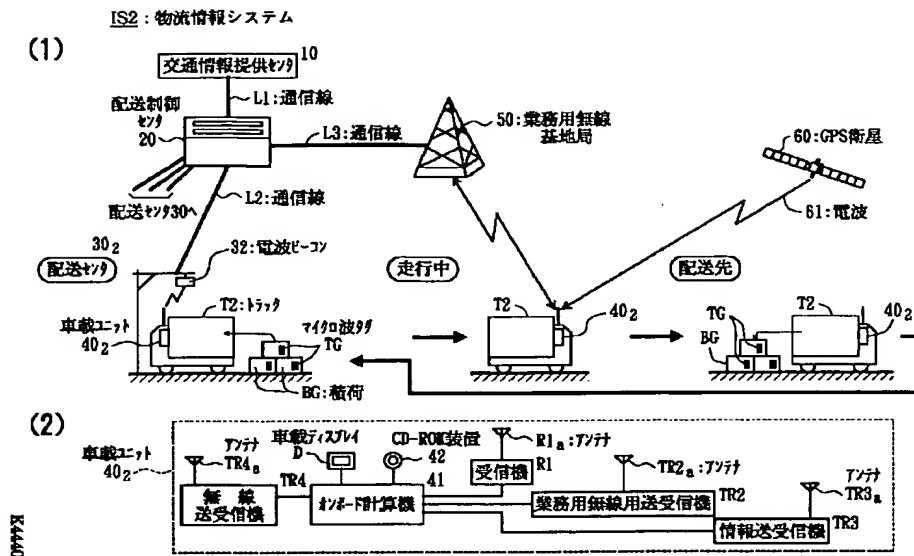 IS2：物流情報システム
(1)
交通情報提供センタ
10
L1：通信線
配送制御
センタ
20
L3：通信線
50：業務用無線
基地局
60：GPS衛星
61：電波
L2：通信線
配送センタ30へ
30₂
配送センタ
32：電波ビーコン
走行中
配送先
T2：トラック
車載ユニット
40₂
マイクロ波タグ
TG
BG：積荷
T2
40₂
TG
BG
T2
40₂
(2)
車載ユニット
40₂
アンテナ
TR4a
無線
送受信機
TR4
車載ディスプレイ
D
CD-ROM装置
42
41
オンボード計算機
R1a：アンテナ
R1
受信機
TR2a：アンテナ
業務用無線用送受信機
TR2
アンテナ
TR3a
情報送受信機
TR3